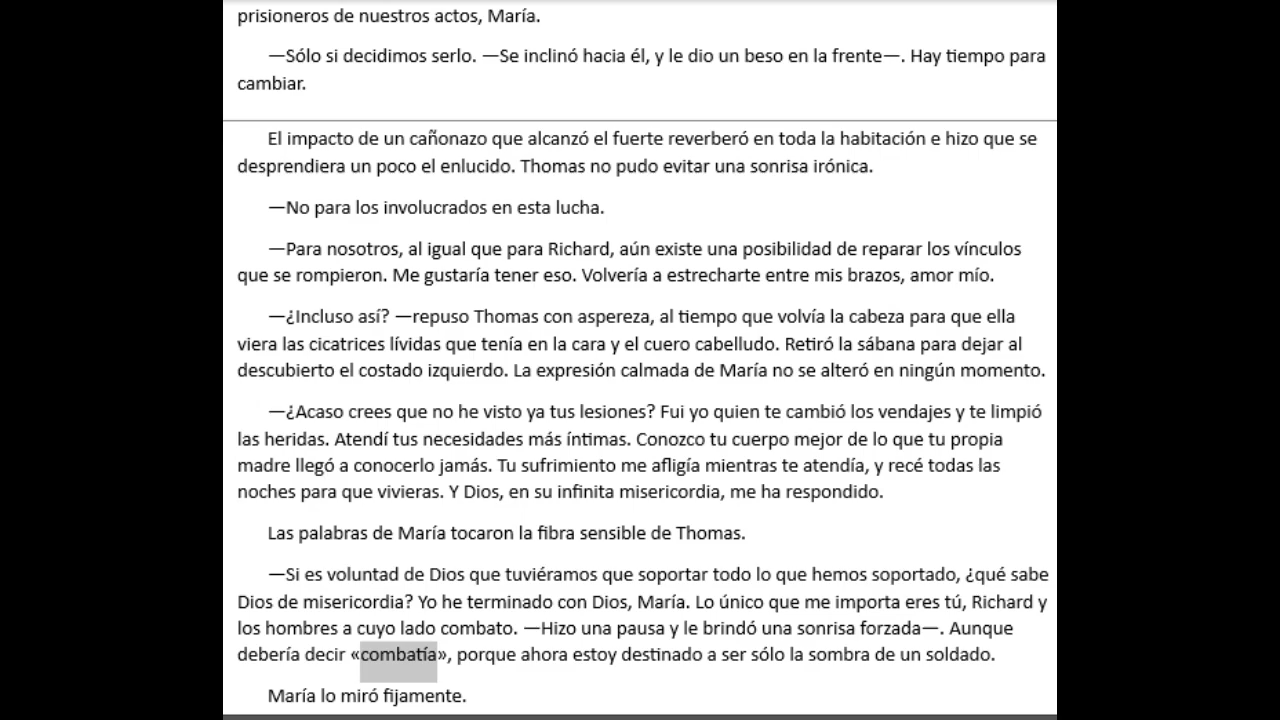 prisioneros de nuestros actos, María.
—Sólo si decidimos serlo. —Se inclinó hacia él, y le dio un beso en la frente—. Hay tiempo para
cambiar.
El impacto de un cañonazo que alcanzó el fuerte reverberó en toda la habitación e hizo que se
desprendiera un poco el enlucido. Thomas no pudo evitar una sonrisa irónica.
—No para los involucrados en esta lucha.
—Para nosotros, al igual que para Richard, aún existe una posibilidad de reparar los vínculos
que se rompieron. Me gustaría tener eso. Volvería a estrecharte entre mis brazos, amor mío.
—¿Incluso así? —repuso Thomas con aspereza, al tiempo que volvía la cabeza para que ella
viera las cicatrices lívidas que tenía en la cara y el cuero cabelludo. Retiró la sábana para dejar al
descubierto el costado izquierdo. La expresión calmada de María no se alteró en ningún momento.
—¿Acaso crees que no he visto ya tus lesiones? Fui yo quien te cambió los vendajes y te limpió
las heridas. Atendí tus necesidades más íntimas. Conozco tu cuerpo mejor de lo que tu propia
madre llegó a conocerlo jamás. Tu sufrimiento me afligía mientras te atendía, y recé todas las
noches para que vivieras. Y Dios, en su infinita misericordia, me ha respondido.
Las palabras de María tocaron la fibra sensible de Thomas.
—Si es voluntad de Dios que tuviéramos que soportar todo lo que hemos soportado, ¿qué sabe
Dios de misericordia? Yo he terminado con Dios, María. Lo único que me importa eres tú, Richard y
los hombres a cuyo lado combato. —Hizo una pausa y le brindó una sonrisa forzada—. Aunque
debería decir «combatía», porque ahora estoy destinado a ser sólo la sombra de un soldado.
María lo miró fijamente.